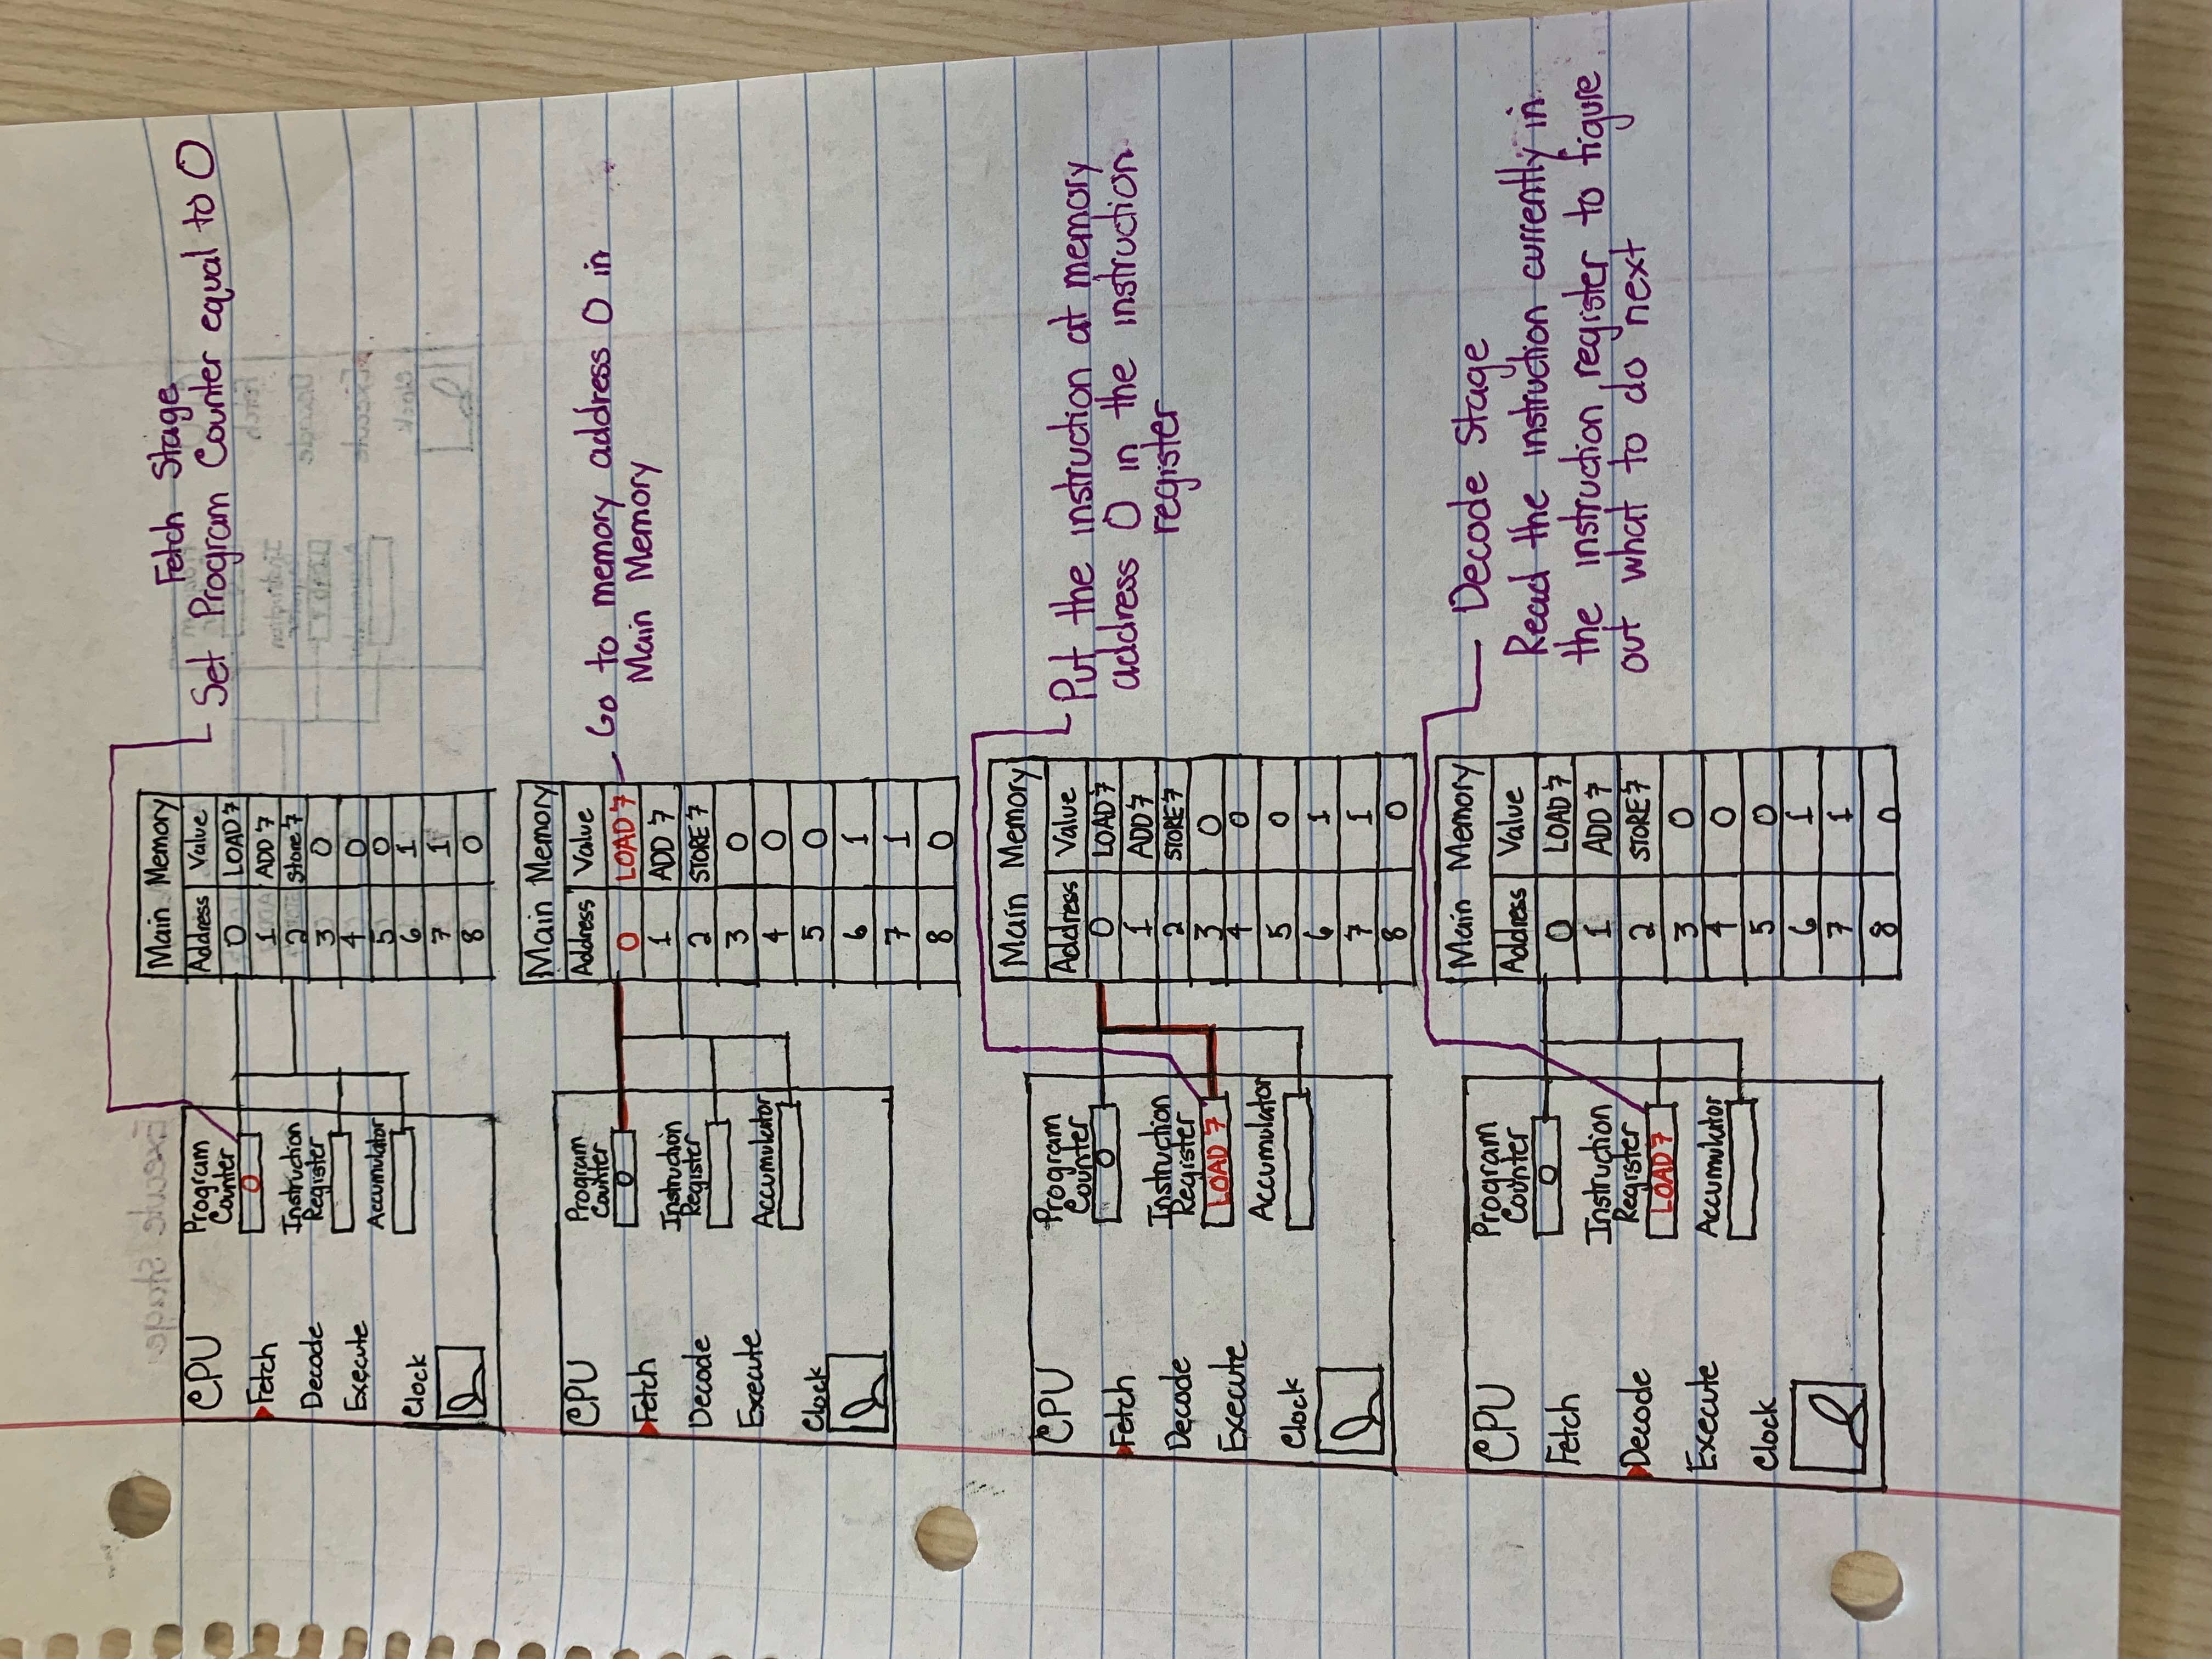 Execute Stage
Fetch Stage
Set Program Counter equal to 0
CPU
Program
Counter
0
Fetch
Instruction
Register
Decode
Execute
Accumulator
Clock
Main Memory
Address Value
0 LOAD 7
1 ADD 7
2 Store 7
3 0
4 0
5 0
6 1
7 1
8 0
CPU
Program
Counter
0
Fetch
Instruction
Register
Decode
Execute
Accumulator
Clock
Main Memory
Address Value
0 LOAD 7
1 ADD 7
2 STORE 7
3 0
4 0
5 0
6 1
7 1
8 0
Go to memory address 0 in
Main Memory
CPU
Program
Counter
0
Fetch
Instruction
Register
Decode
LOAD 7
Execute
Accumulator
Clock
Main Memory
Address Value
0 LOAD 7
1 ADD 7
2 STORE 7
3 0
4 0
5 0
6 1
7 1
8 0
Put the instruction at memory
address 0 in the instruction
register
CPU
Program
Counter
0
Fetch
Instruction
Register
Decode
LOAD 7
Execute
Accumulator
Clock
Main Memory
Address Value
0 LOAD 7
1 ADD 7
2 STORE 7
3 0
4 0
5 0
6 1
7 1
8 0
Decode Stage
Read the instruction currently in
the instruction register to figure
out what to do next